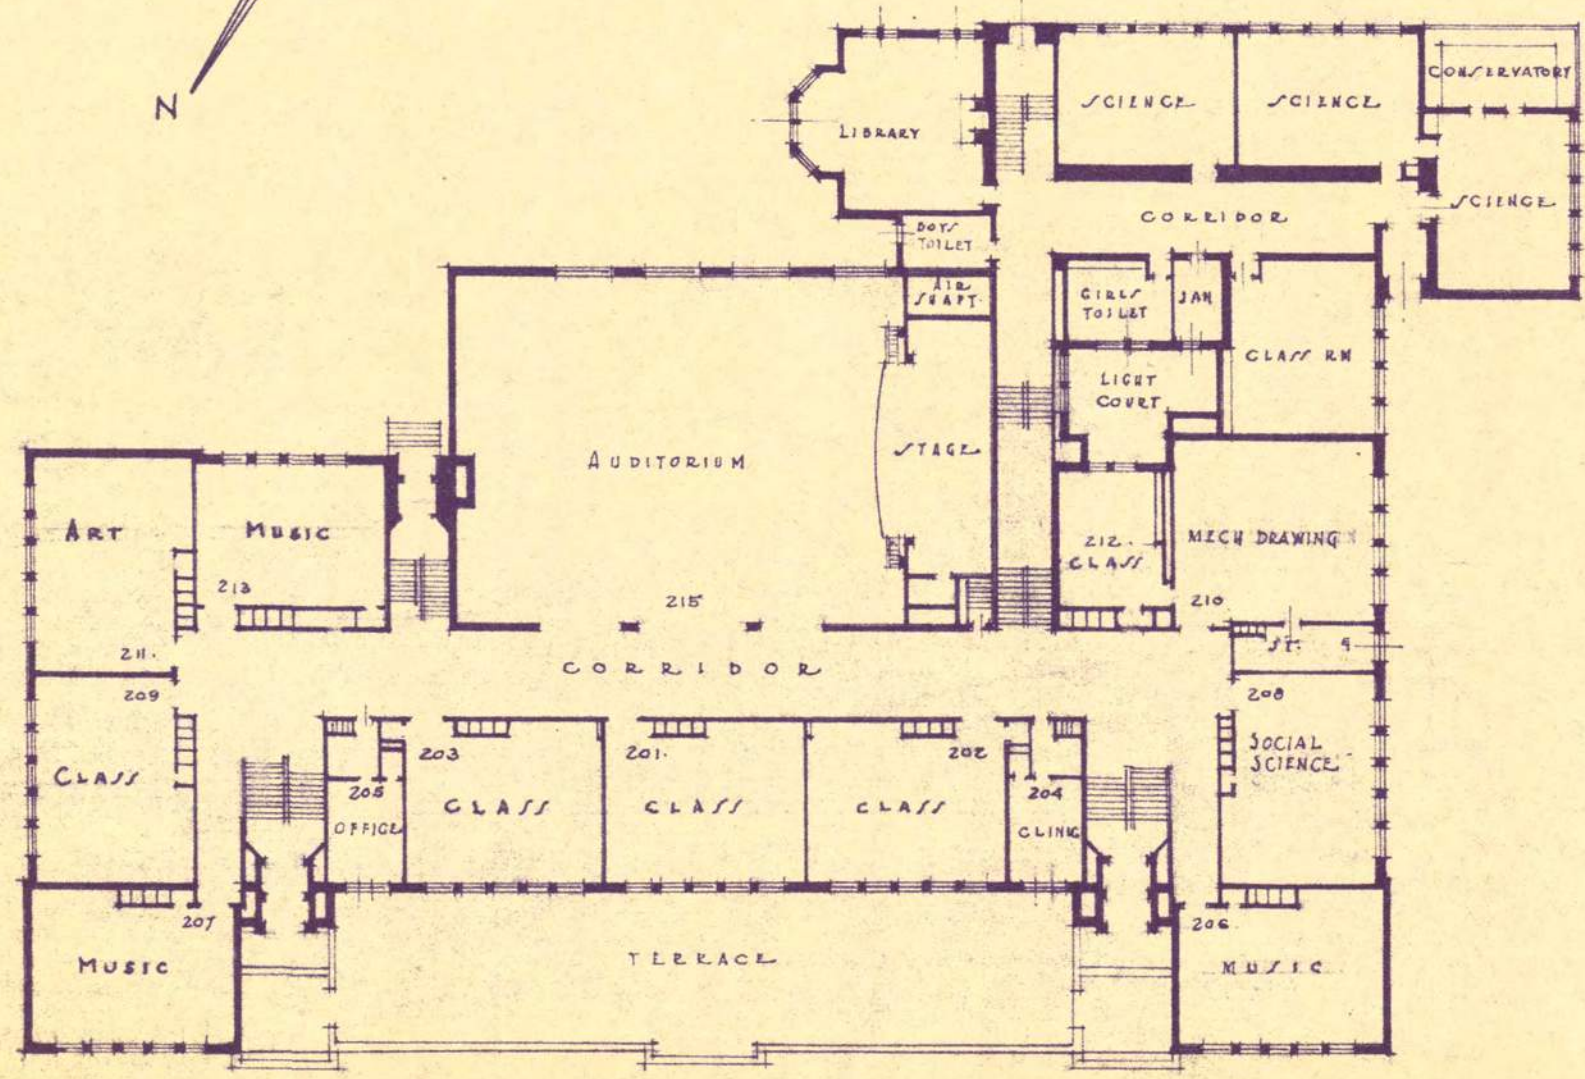 N
LIBRARY
SCIENCE
SCIENCE
CONSERVATORY
SCIENCE
CORRIDOR
BOYS
TOILET
AIR
SHAFT
GIRLS
TOILET
JAN
CLASS RM
LIGHT
COURT
STAGE
AUDITORIUM
215
ART
211.
MUSIC
213
212.
CLASS
MECH DRAWING
210
ST.
CORRIDOR
209
CLASS
203
CLASS
201.
CLASS
202
CLASS
205
OFFICE
204
CLINIC
208
SOCIAL
SCIENCE
207
MUSIC
TERRACE
206
MUSIC